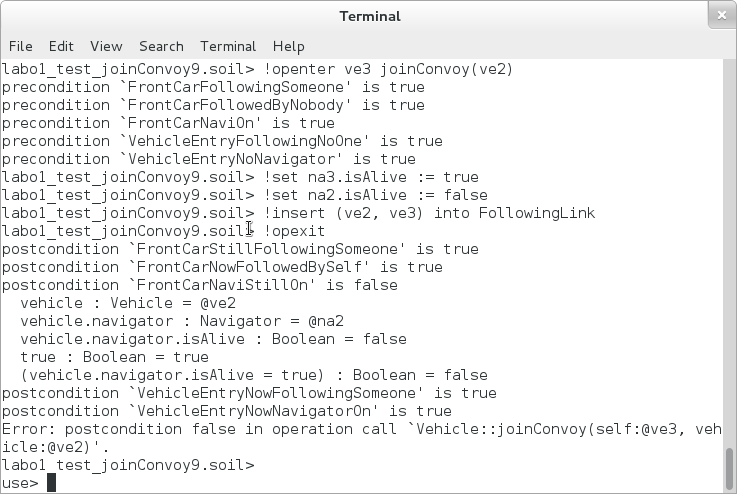 Terminal
×
File Edit View Search Terminal Help
labo1_test_joinConvoy9.soil> !openter ve3 joinConvoy(ve2)
precondition `FrontCarFollowingSomeone' is true
precondition `FrontCarFollowedByNobody' is true
precondition `FrontCarNaviOn' is true
precondition `VehicleEntryFollowingNoOne' is true
precondition `VehicleEntryNoNavigator' is true
labo1_test_joinConvoy9.soil> !set na3.isAlive := true
labo1_test_joinConvoy9.soil> !set na2.isAlive := false
labo1_test_joinConvoy9.soil> !insert (ve2, ve3) into FollowingLink
labo1_test_joinConvoy9.soil> !opexit
postcondition `FrontCarStillFollowingSomeone' is true
postcondition `FrontCarNowFollowedBySelf' is true
postcondition `FrontCarNaviStillOn' is false
  vehicle : Vehicle = @ve2
  vehicle.navigator : Navigator = @na2
  vehicle.navigator.isAlive : Boolean = false
  true : Boolean = true
  (vehicle.navigator.isAlive = true) : Boolean = false
postcondition `VehicleEntryNowFollowingSomeone' is true
postcondition `VehicleEntryNowNavigatorOn' is true
Error: postcondition false in operation call `Vehicle::joinConvoy(self:@ve3, veh
icle:@ve2)'.
labo1_test_joinConvoy9.soil>
use>